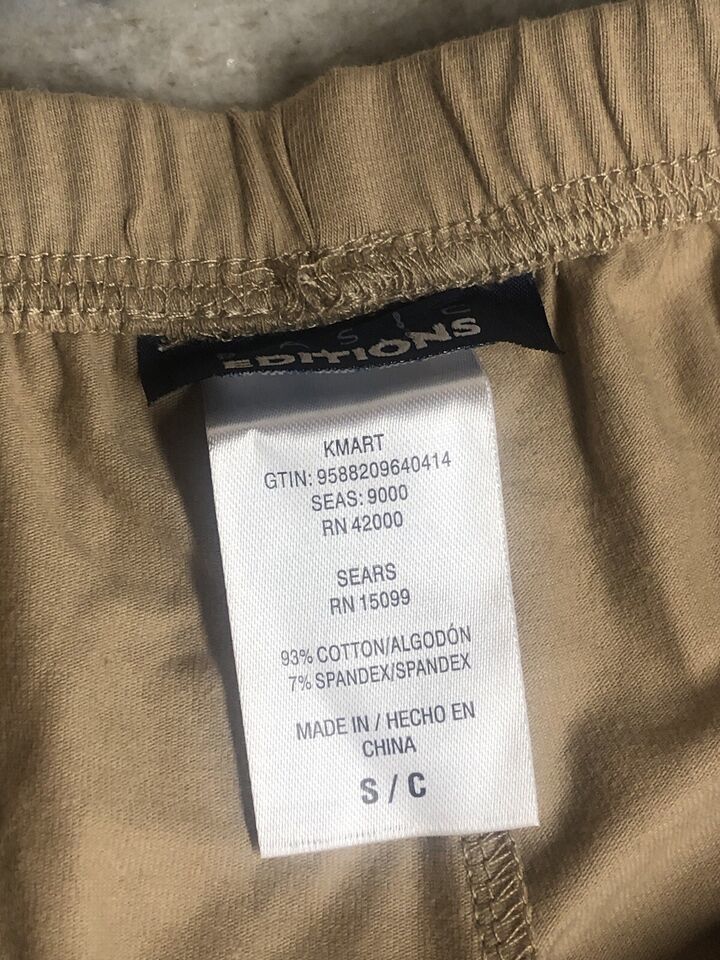 BASIC
EDITIONS
KMART
GTIN: 9588209640414
SEAS: 9000
RN 42000
SEARS
RN 15099
93% COTTON/ALGODÓN
7% SPANDEX/SPANDEX
MADE IN / HECHO EN
CHINA
S / C